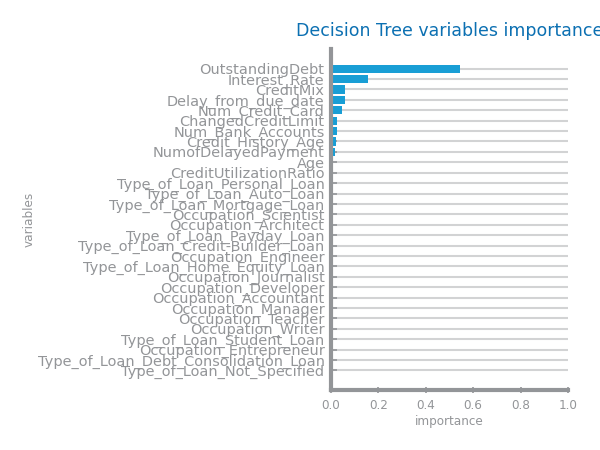 Decision Tree variables importance
OutstandingDebt
Interest_Rate
CreditMix
Delay_from_due_date
Num_Credit_Card
ChangedCreditLimit
Num_Bank_Accounts
Credit_History_Age
NumofDelayedPayment
Age
CreditUtilizationRatio
Type_of_Loan_Personal_Loan
Type_of_Loan_Auto_Loan
Type_of_Loan_Mortgage_Loan
Occupation_Scientist
Occupation_Architect
Type_of_Loan_Payday_Loan
Type_of_Loan_Credit-Builder_Loan
Occupation_Engineer
Type_of_Loan_Home_Equity_Loan
Occupation_Journalist
Occupation_Developer
Occupation_Accountant
Occupation_Manager
Occupation_Teacher
Occupation_Writer
Type_of_Loan_Student_Loan
Occupation_Entrepreneur
Type_of_Loan_Debt_Consolidation_Loan
Type_of_Loan_Not_Specified
variables
0.0 0.2 0.4 0.6 0.8 1.0
importance